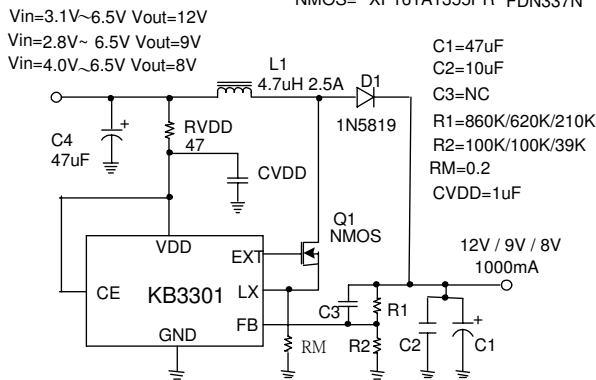 NMOS= XP161A1355PR FDN337N
Vin=3.1V~6.5V Vout=12V
Vin=2.8V~ 6.5V Vout=9V
Vin=4.0V~6.5V Vout=8V
L1
4.7uH 2.5A
D1
1N5819
C1=47uF
C2=10uF
C3=NC
R1=860K/620K/210K
R2=100K/100K/39K
RM=0.2
CVDD=1uF
C4
47uF
+
RVDD
47
CVDD
Q1
NMOS
VDD
EXT
CE
KB3301
LX
FB
GND
12V / 9V / 8V
1000mA
C3
R1
RM
R2
C2
+
C1